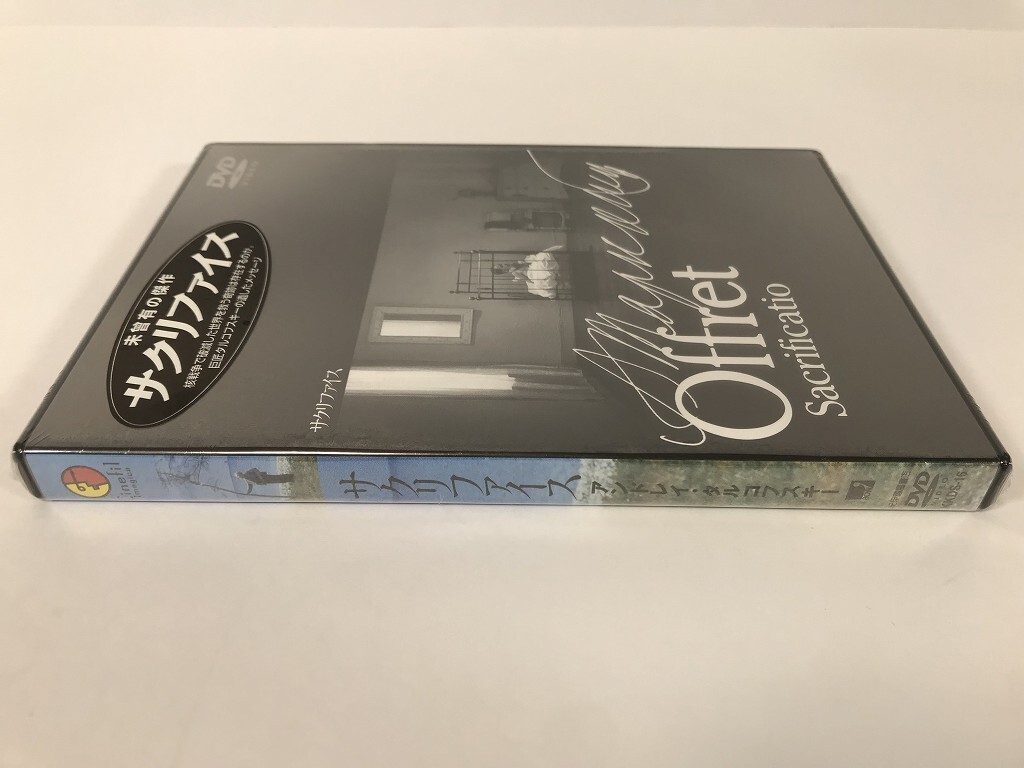 DVD
VIDEO
未曾有の傑作
サクリファイス
核戦争で破滅した世界を救う奇跡は存在するのか、
巨匠タルコフスキーの遺したメッセージ
サクリファイス
Offret
Sacrificatio
サクリファイス
アンドレイ・タルコフスキー
DVD